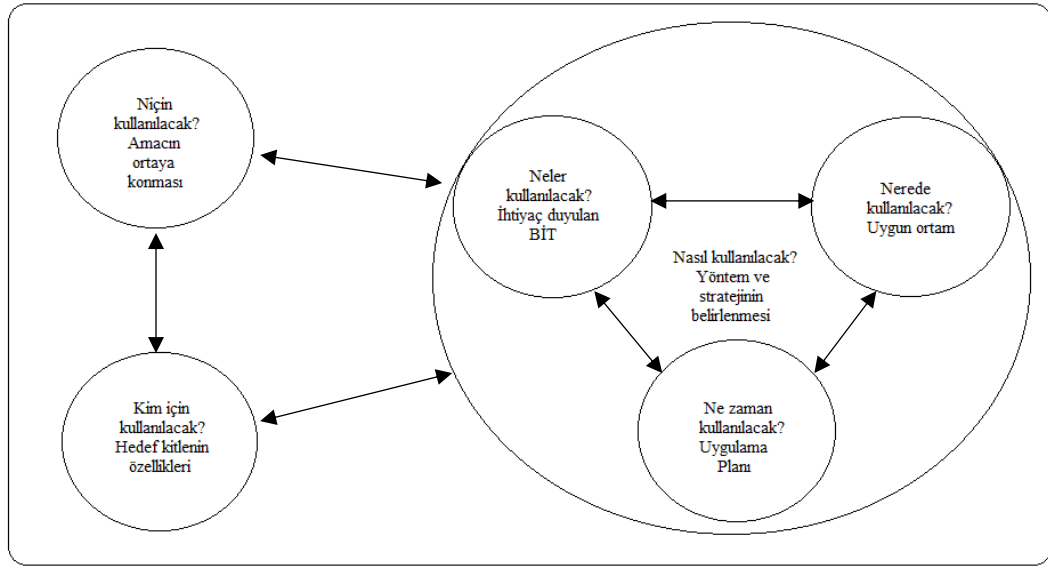 Niçin
kullanılacak?
Amacın
ortaya
konması
Neler
kullanılacak?
İhtiyaç duyulan
BİT
Nerede
kullanılacak?
Uygun ortam
Nasıl kullanılacak?
Yöntem ve
stratejinin
belirlenmesi
Kim için
kullanılacak?
Hedef kitlenin
özellikleri
Ne zaman
kullanılacak?
Uygulama
Planı